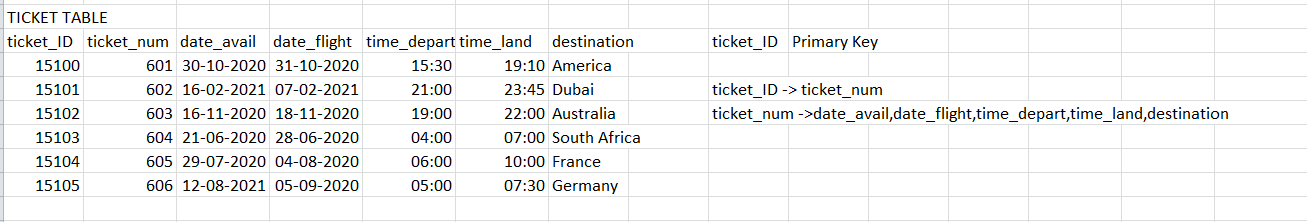 TICKET TABLE
ticket_ID ticket_num date_avail date_flight time_depart time_land destination ticket_ID Primary Key
15100 601 30-10-2020 31-10-2020 15:30 19:10 America
15101 602 16-02-2021 07-02-2021 21:00 23:45 Dubai ticket_ID -> ticket_num
15102 603 16-11-2020 18-11-2020 19:00 22:00 Australia ticket_num ->date_avail,date_flight,time_depart,time_land,destination
15103 604 21-06-2020 28-06-2020 04:00 07:00 South Africa
15104 605 29-07-2020 04-08-2020 06:00 10:00 France
15105 606 12-08-2021 05-09-2020 05:00 07:30 Germany